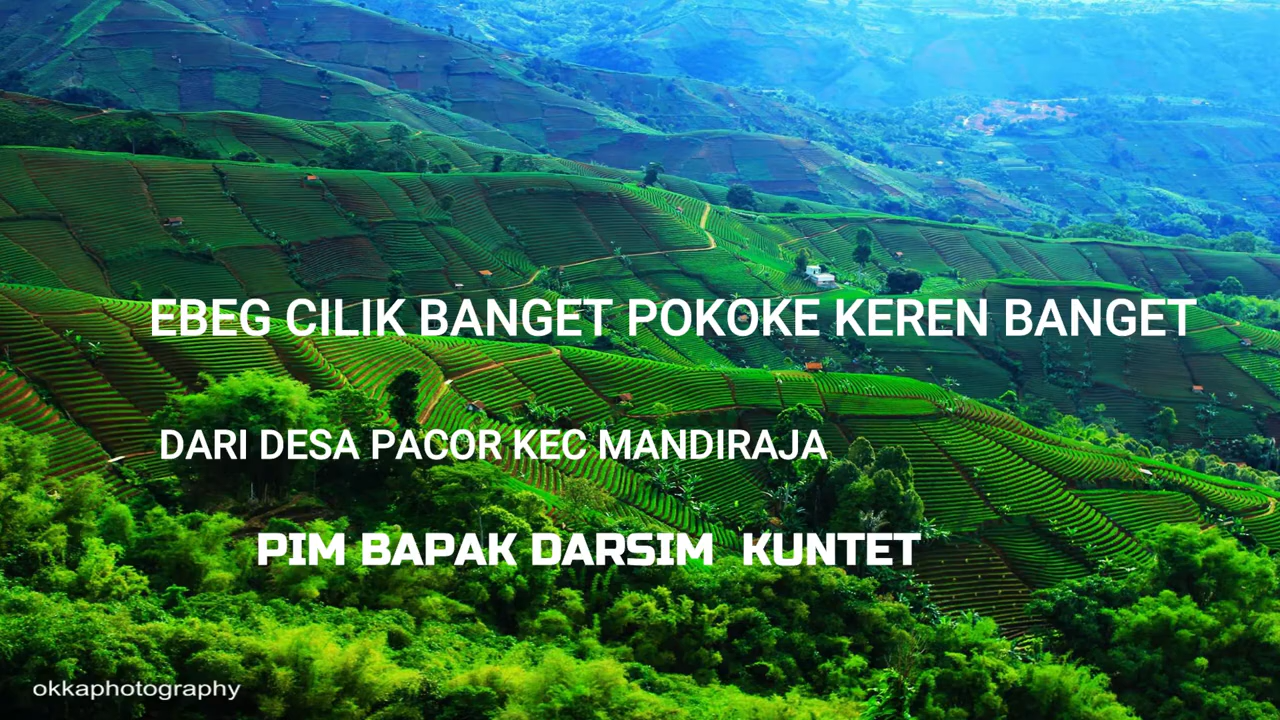 EBEG CILIK BANGET POKOKE KEREN BANGET
DARI DESA PACOR KEC MANDIRAJA
PIM BAPAK DARSIM KUNTET
okkaphotography